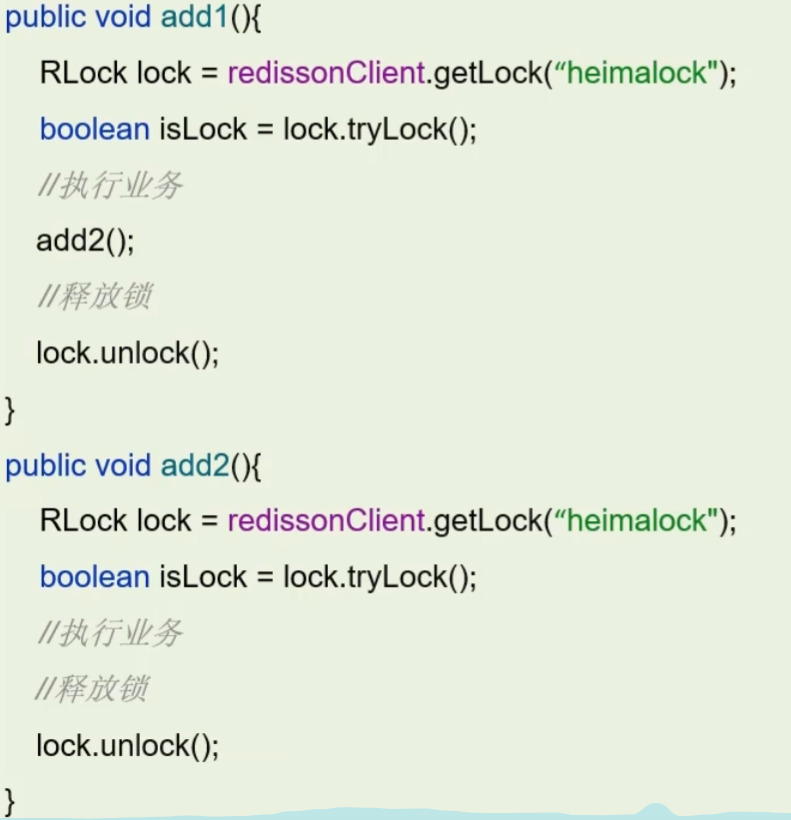 public void add1(){
RLock lock = redissonClient.getLock(“heimalock");
boolean isLock = lock.tryLock();
//执行业务
add2();
//释放锁
lock.unlock();
}
public void add2(){
RLock lock = redissonClient.getLock(“heimalock");
boolean isLock = lock.tryLock();
//执行业务
//释放锁
lock.unlock();
}